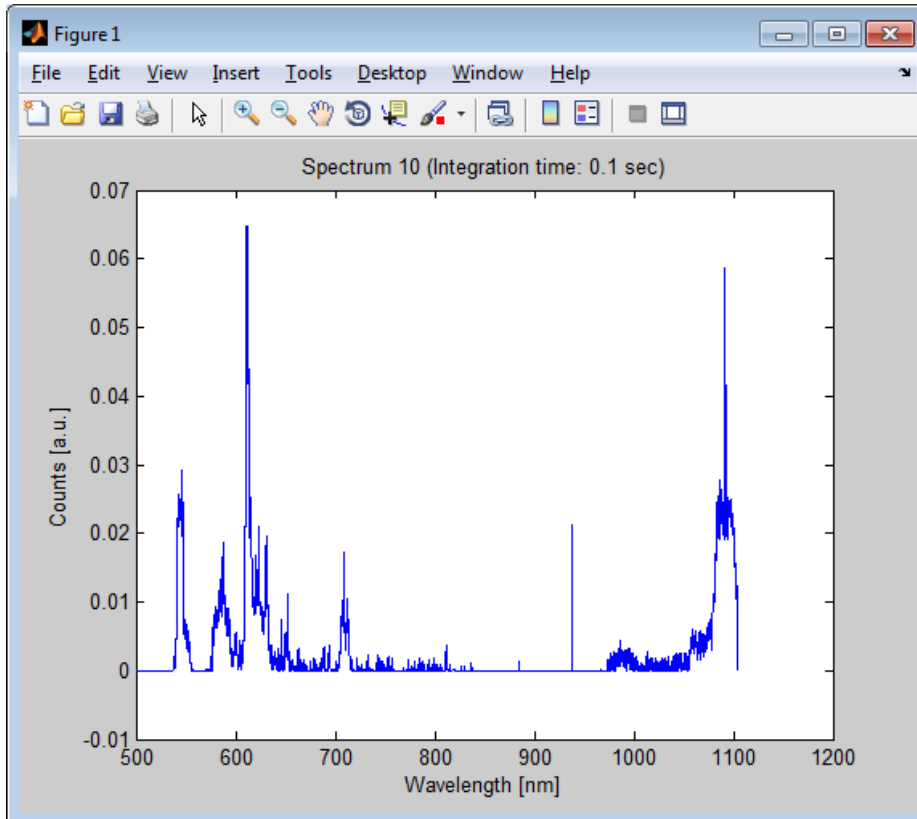 Figure 1
File Edit View Insert Tools Desktop Window Help
Spectrum 10 (Integration time: 0.1 sec)
0.07
0.06
0.05
0.04
0.03
0.02
0.01
0
-0.01
Counts [a.u.]
500 600 700 800 900 1000 1100 1200
Wavelength [nm]